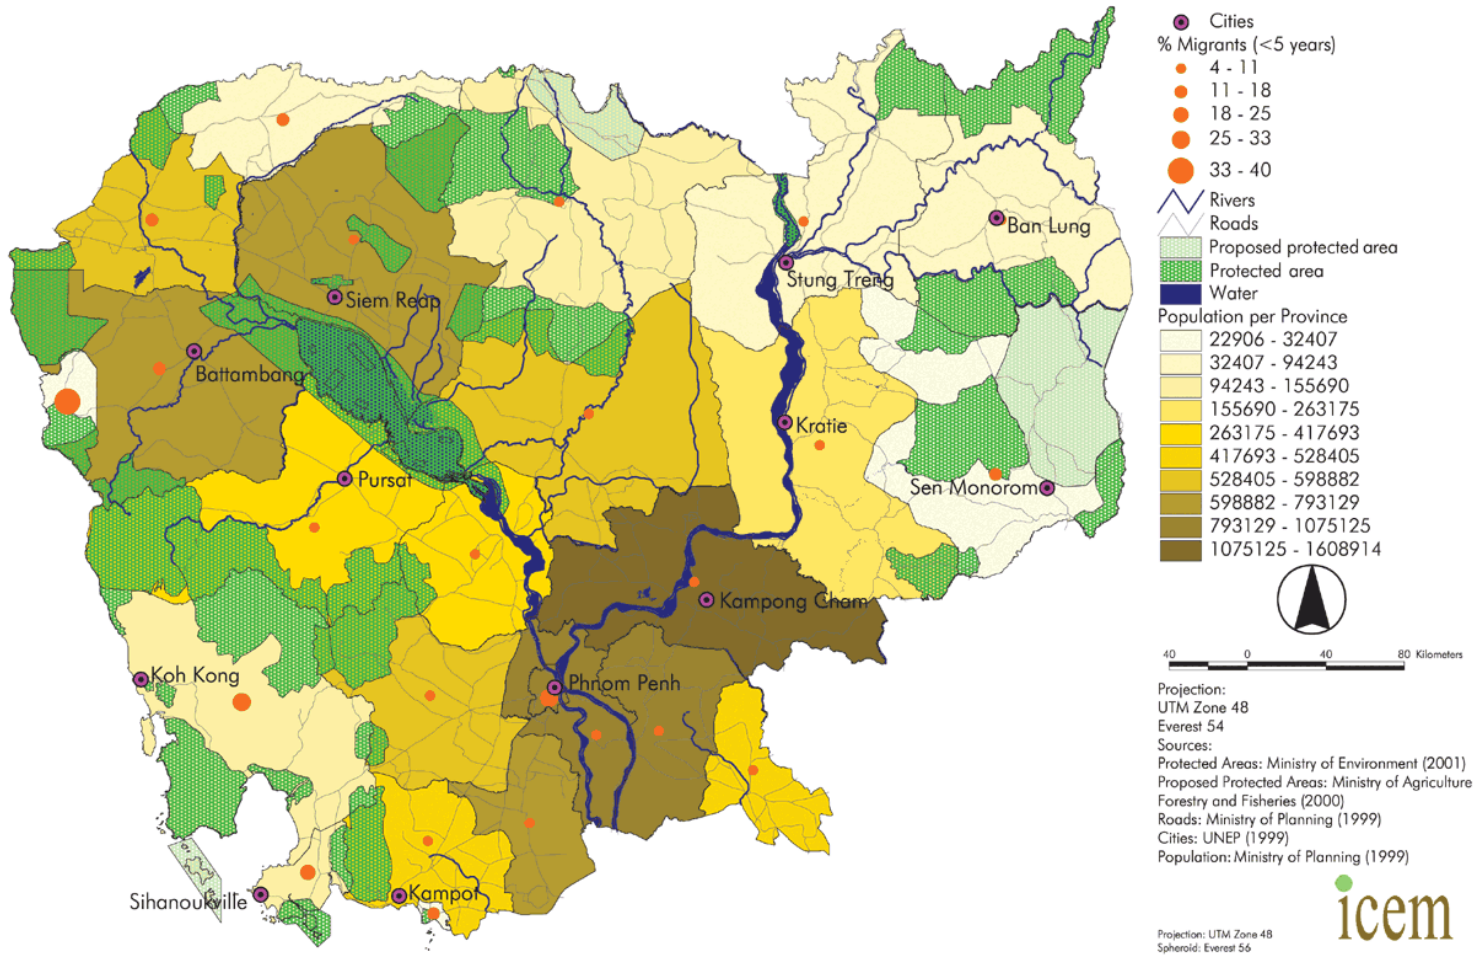 Cities
% Migrants (<5 years)
4 - 11
11 - 18
18 - 25
25 - 33
33 - 40
Rivers
Roads
Proposed protected area
Protected area
Water
Population per Province
22906 - 32407
32407 - 94243
94243 - 155690
155690 - 263175
263175 - 417693
417693 - 528405
528405 - 598882
598882 - 793129
793129 - 1075125
1075125 - 1608914
40 0 40 80 Kilometers
Projection:
UTM Zone 48
Everest 54
Sources:
Protected Areas: Ministry of Environment (2001)
Proposed Protected Areas: Ministry of Agriculture
Forestry and Fisheries (2000)
Roads: Ministry of Planning (1999)
Cities: UNEP (1999)
Population: Ministry of Planning (1999)
icem
Projection: UTM Zone 48
Spheroid: Everest 56
Ban Lung
Stung Treng
Siem Reap
Battambang
Kratie
Pursat
Sen Monorom
Kampong Cham
Koh Kong
Phnom Penh
Sihanoukville
Kampot